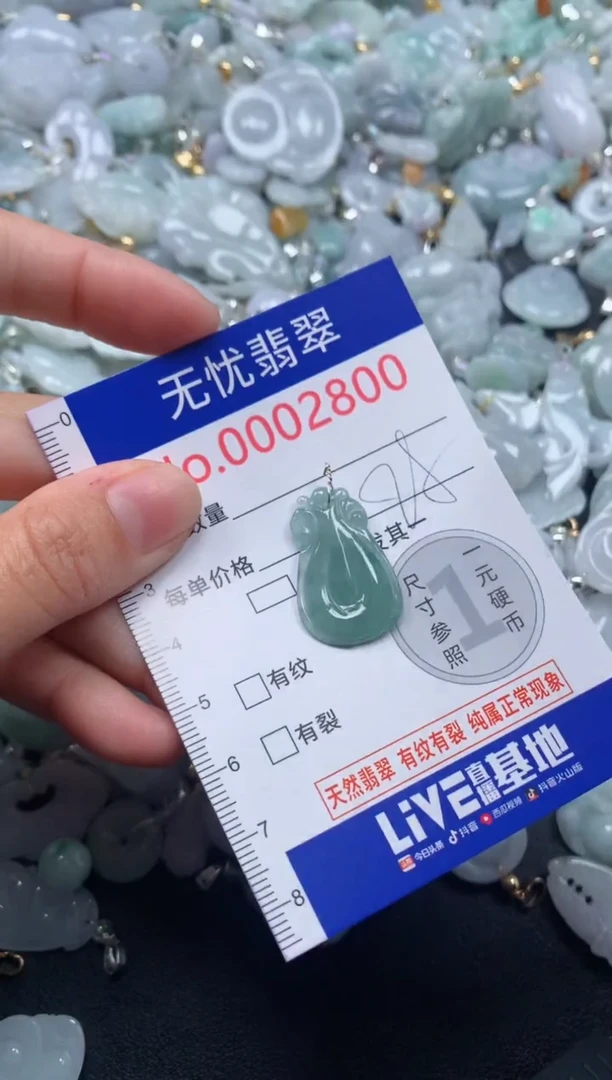 无忧翡翠
No.0002800
数量
每单价格
发其一
有纹
有裂
一元硬币
1
尺寸参照
天然翡翠 有纹有裂 纯属正常现象
LiVE直播基地
今日头条 抖音 西瓜视频 抖音火山版
0
3
4
5
6
7
8